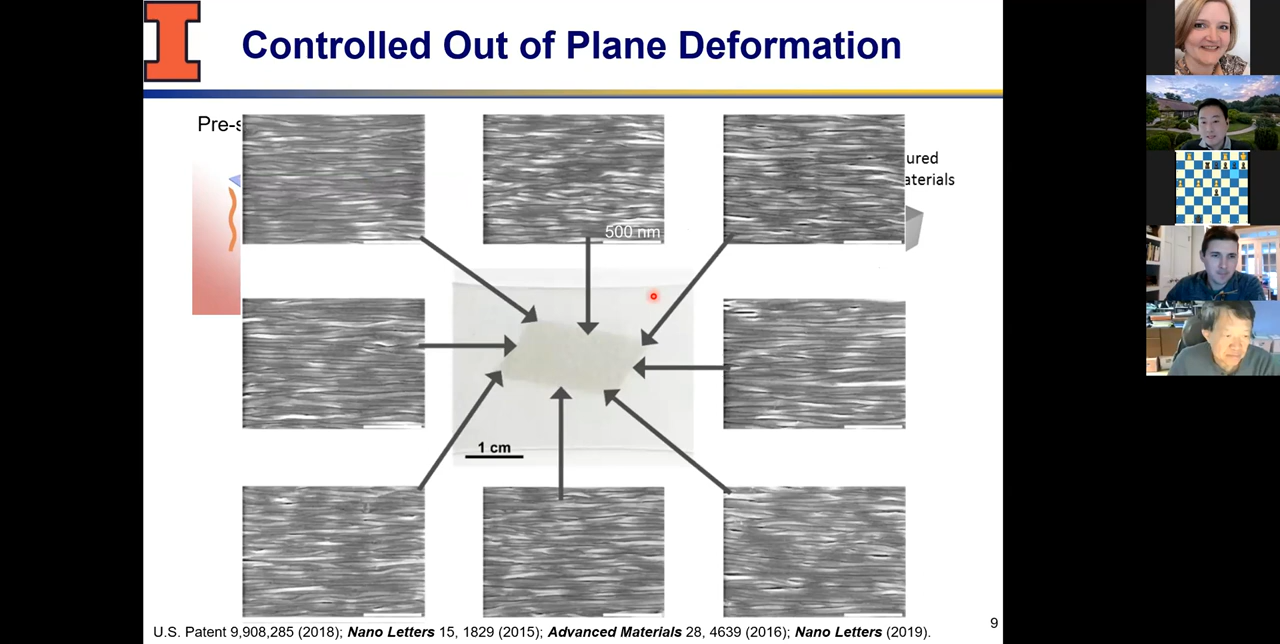 Controlled Out of Plane Deformation
Pre-s
ured
aterials
500 nm
1 cm
U.S. Patent 9,908,285 (2018); Nano Letters 15, 1829 (2015); Advanced Materials 28, 4639 (2016); Nano Letters (2019).
9